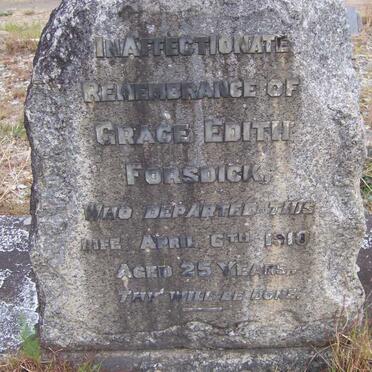 IN AFFECTIONATE
REMEMBRANCE OF
GRACE EDITH
FORSDICK,
WHO DEPARTED THIS
LIFE APRIL 6TH 1910
AGED 25 YEARS.
THY WILL BE DONE.